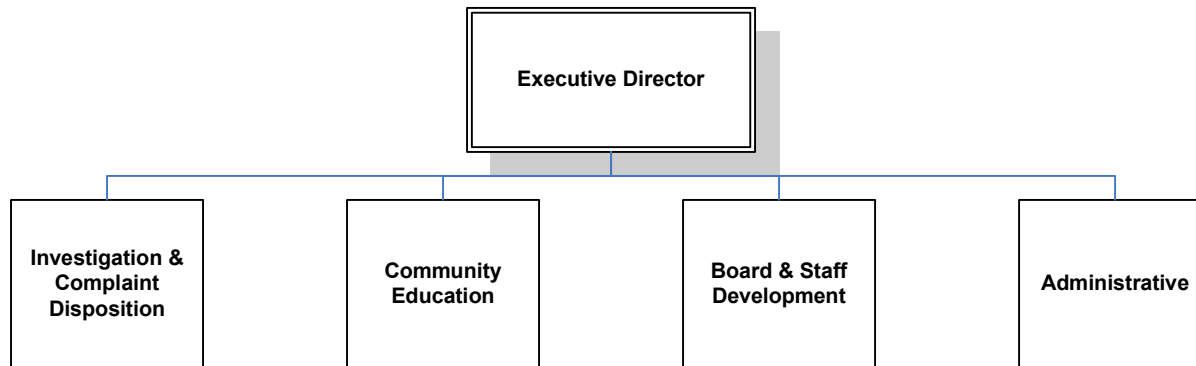 Executive Director
Investigation &
Complaint
Disposition
Community
Education
Board & Staff
Development
Administrative